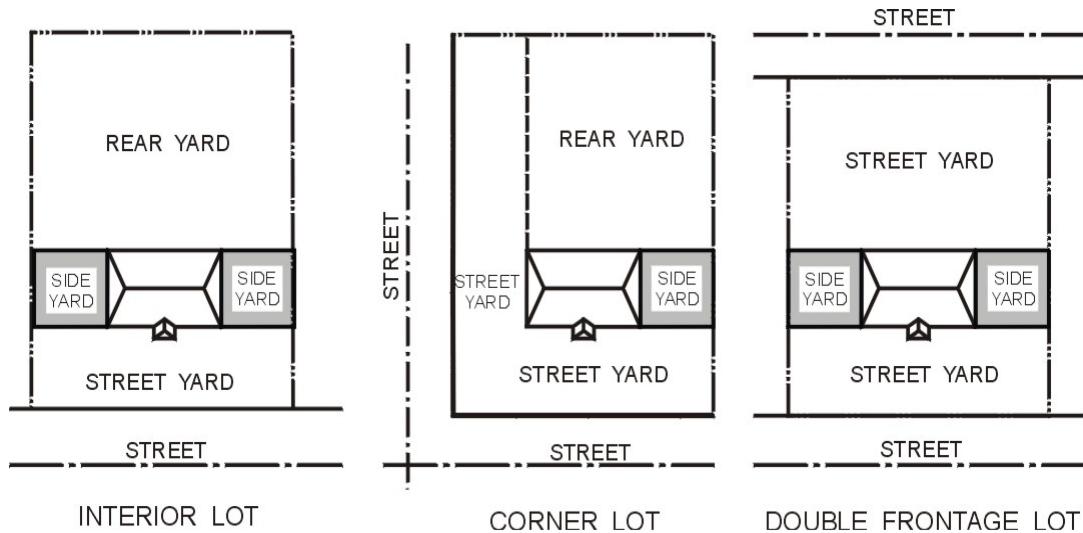 REAR YARD
SIDE
YARD
SIDE
YARD
STREET YARD
STREET
INTERIOR LOT
STREET
REAR YARD
STREET
YARD
SIDE
YARD
STREET YARD
STREET
CORNER LOT
STREET
STREET YARD
SIDE
YARD
SIDE
YARD
STREET YARD
STREET
DOUBLE FRONTAGE LOT